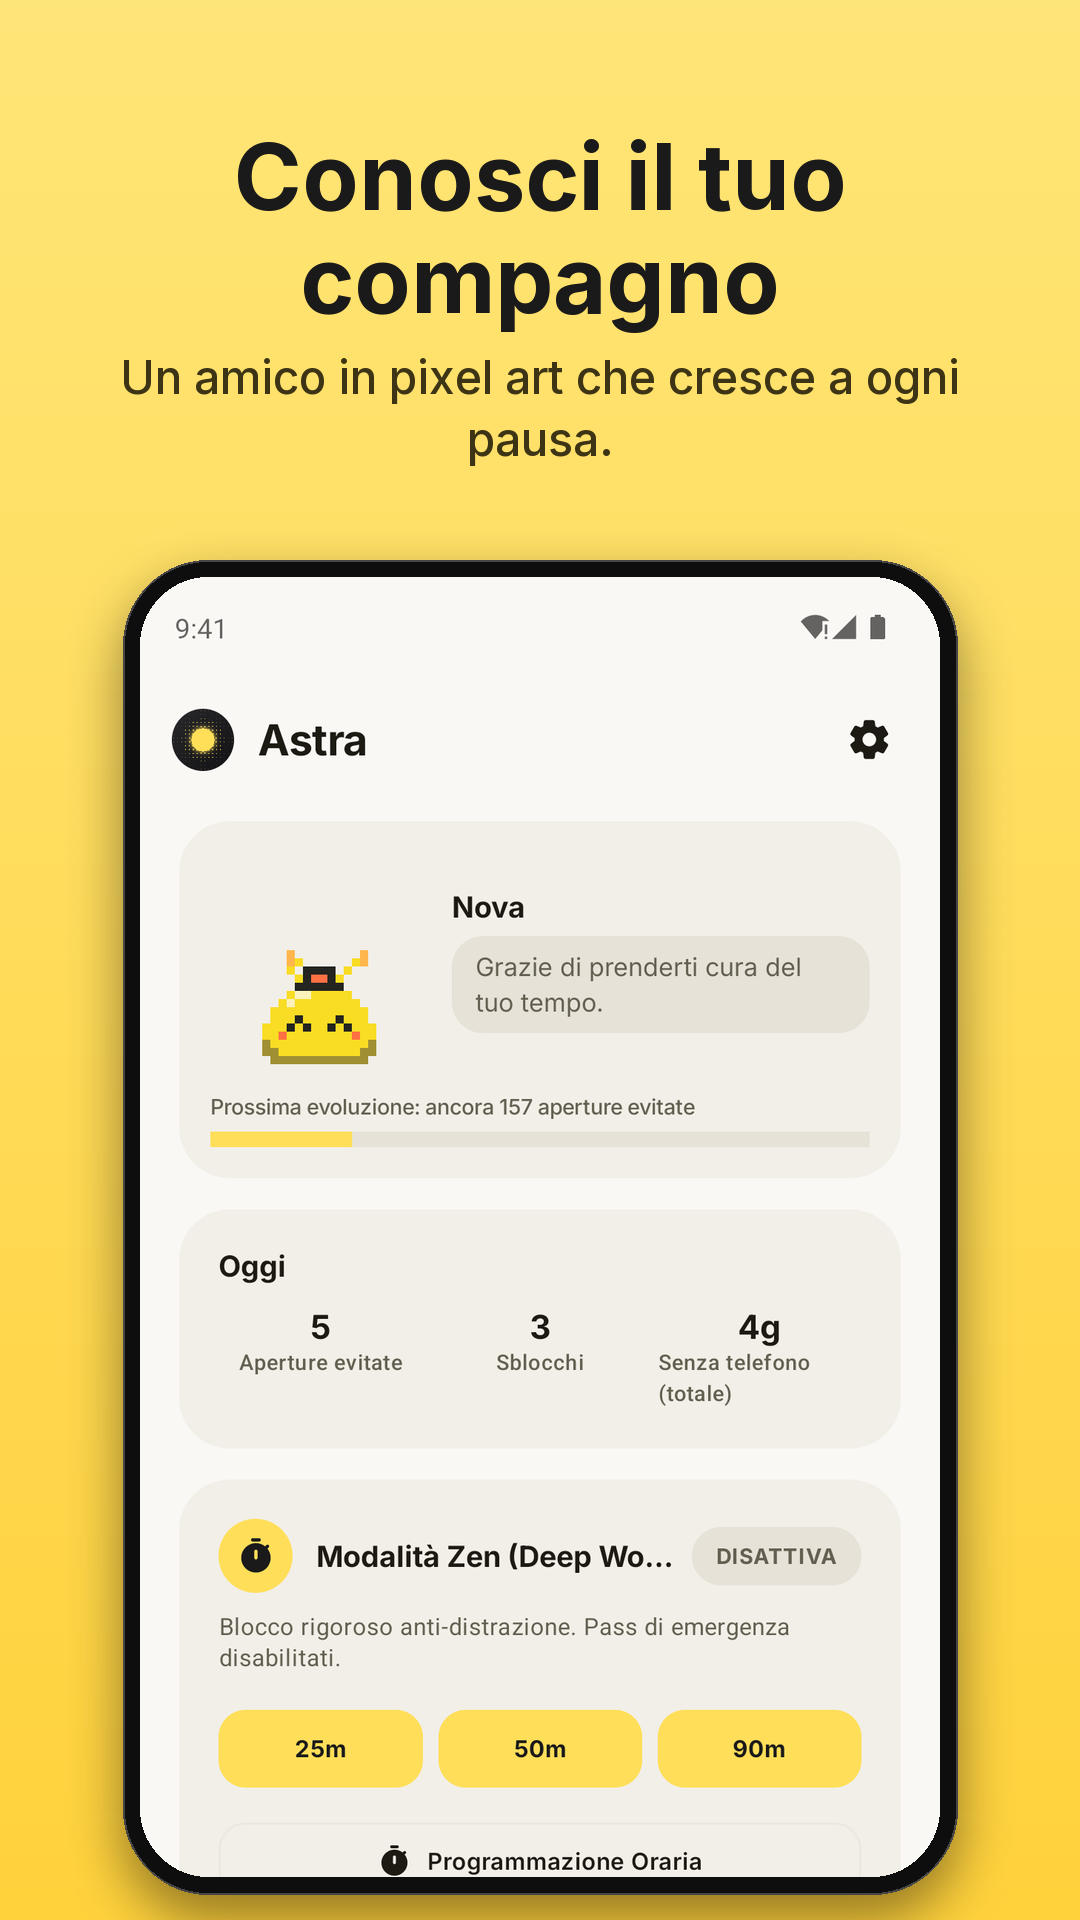 Conosci il tuo
compagno
Un amico in pixel art che cresce a ogni
pausa.
9:41
Astra
Nova
Grazie di prenderti cura del
tuo tempo.
Prossima evoluzione: ancora 157 aperture evitate
Oggi
5
Aperture evitate
3
Sblocchi
4g
Senza telefono
(totale)
Modalità Zen (Deep Wo...
DISATTIVA
Blocco rigoroso anti-distrazione. Pass di emergenza
disabilitati.
25m
50m
90m
Programmazione Oraria